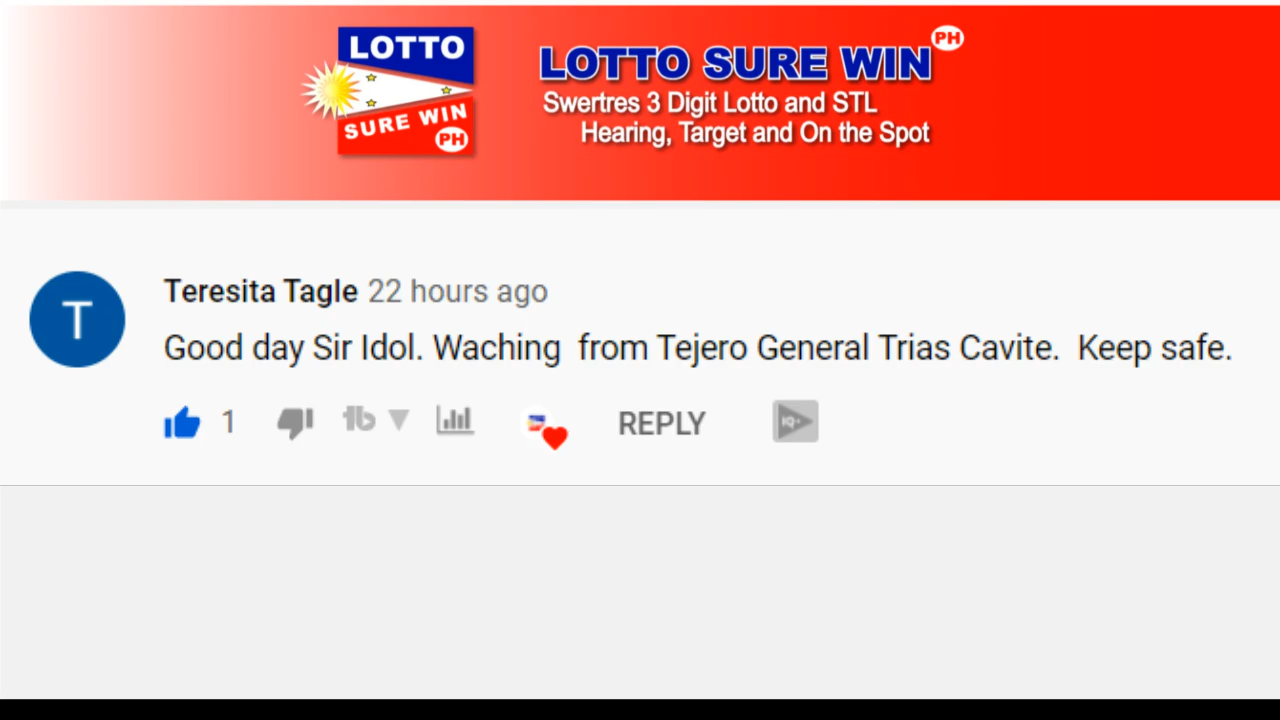 LOTTO
SURE WIN
PH
LOTTO SURE WIN PH
Swertres 3 Digit Lotto and STL
Hearing, Target and On the Spot
T
Teresita Tagle 22 hours ago
Good day Sir Idol. Waching from Tejero General Trias Cavite. Keep safe.
1 REPLY